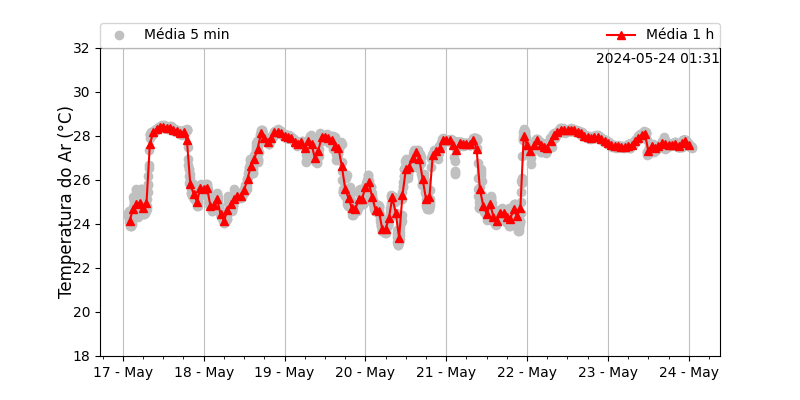 Média 5 min
Média 1 h
2024-05-24 01:31
Temperatura do Ar (°C)
32
30
28
26
24
22
20
18
17 - May
18 - May
19 - May
20 - May
21 - May
22 - May
23 - May
24 - May